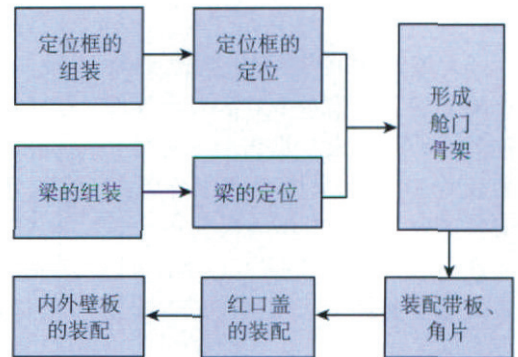 定位框的
组装
定位框的
定位
梁的组装
梁的定位
形成
舱门
骨架
装配带板、
角片
红口盖
的装配
内外壁板
的装配